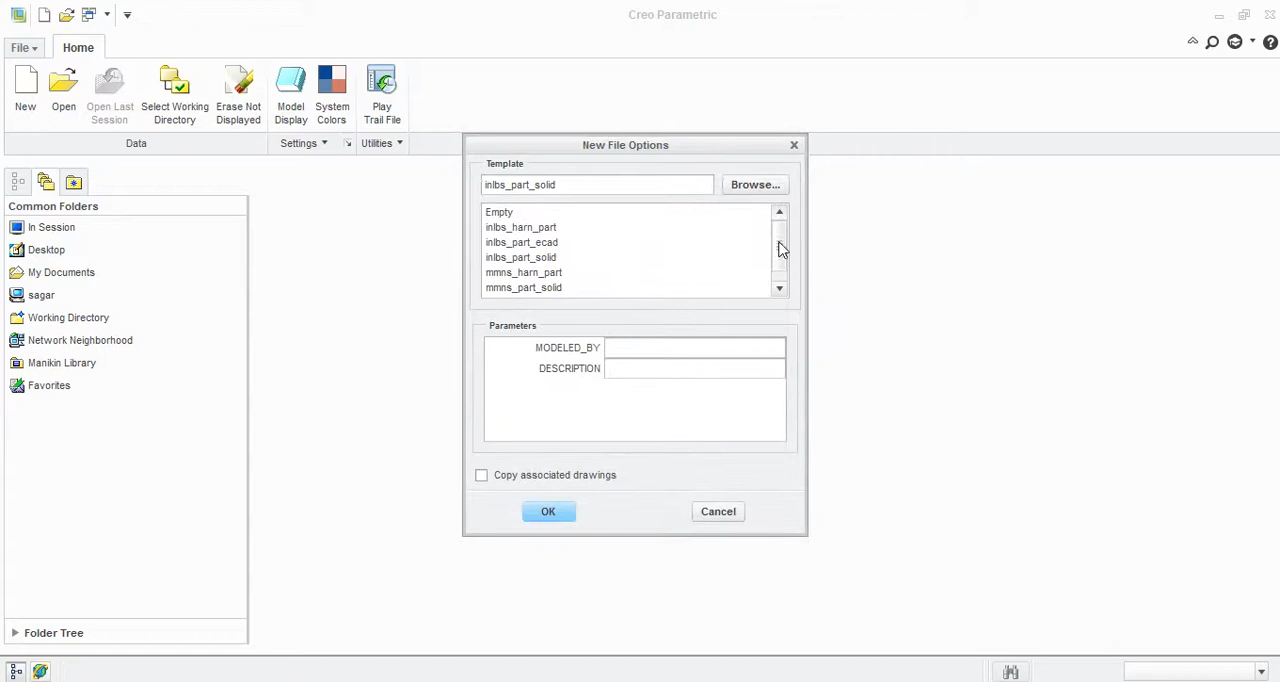 Creo Parametric
File
Home
New
Open
Open Last
Session
Select Working
Directory
Erase Not
Displayed
Model
Display
System
Colors
Play
Trail File
Data
Settings
Utilities
Common Folders
In Session
Desktop
My Documents
sagar
Working Directory
Network Neighborhood
Manikin Library
Favorites
Folder Tree
New File Options
Template
inlbs_part_solid
Browse...
Empty
inlbs_harn_part
inlbs_part_ecad
inlbs_part_solid
mmns_harn_part
mmns_part_solid
Parameters
MODELED_BY
DESCRIPTION
Copy associated drawings
OK
Cancel